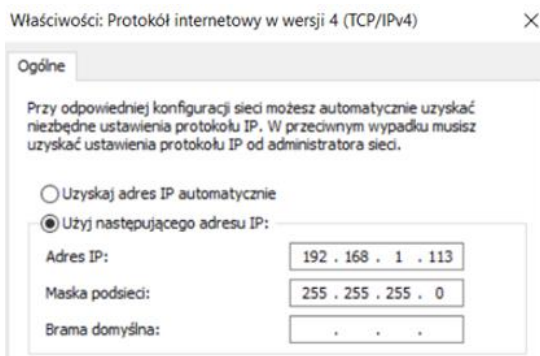 Właściwości: Protokół internetowy w wersji 4 (TCP/IPv4)
Ogólne
Przy odpowiedniej konfiguracji sieci możesz automatycznie uzyskać
niezbędne ustawienia protokołu IP. W przeciwnym wypadku musisz
uzyskać ustawienia protokołu IP od administratora sieci.
Uzyskaj adres IP automatycznie
Użyj następującego adresu IP:
Adres IP: 192 . 168 . 1 . 113
Maska podsieci: 255 . 255 . 255 . 0
Brama domyślna: . . .